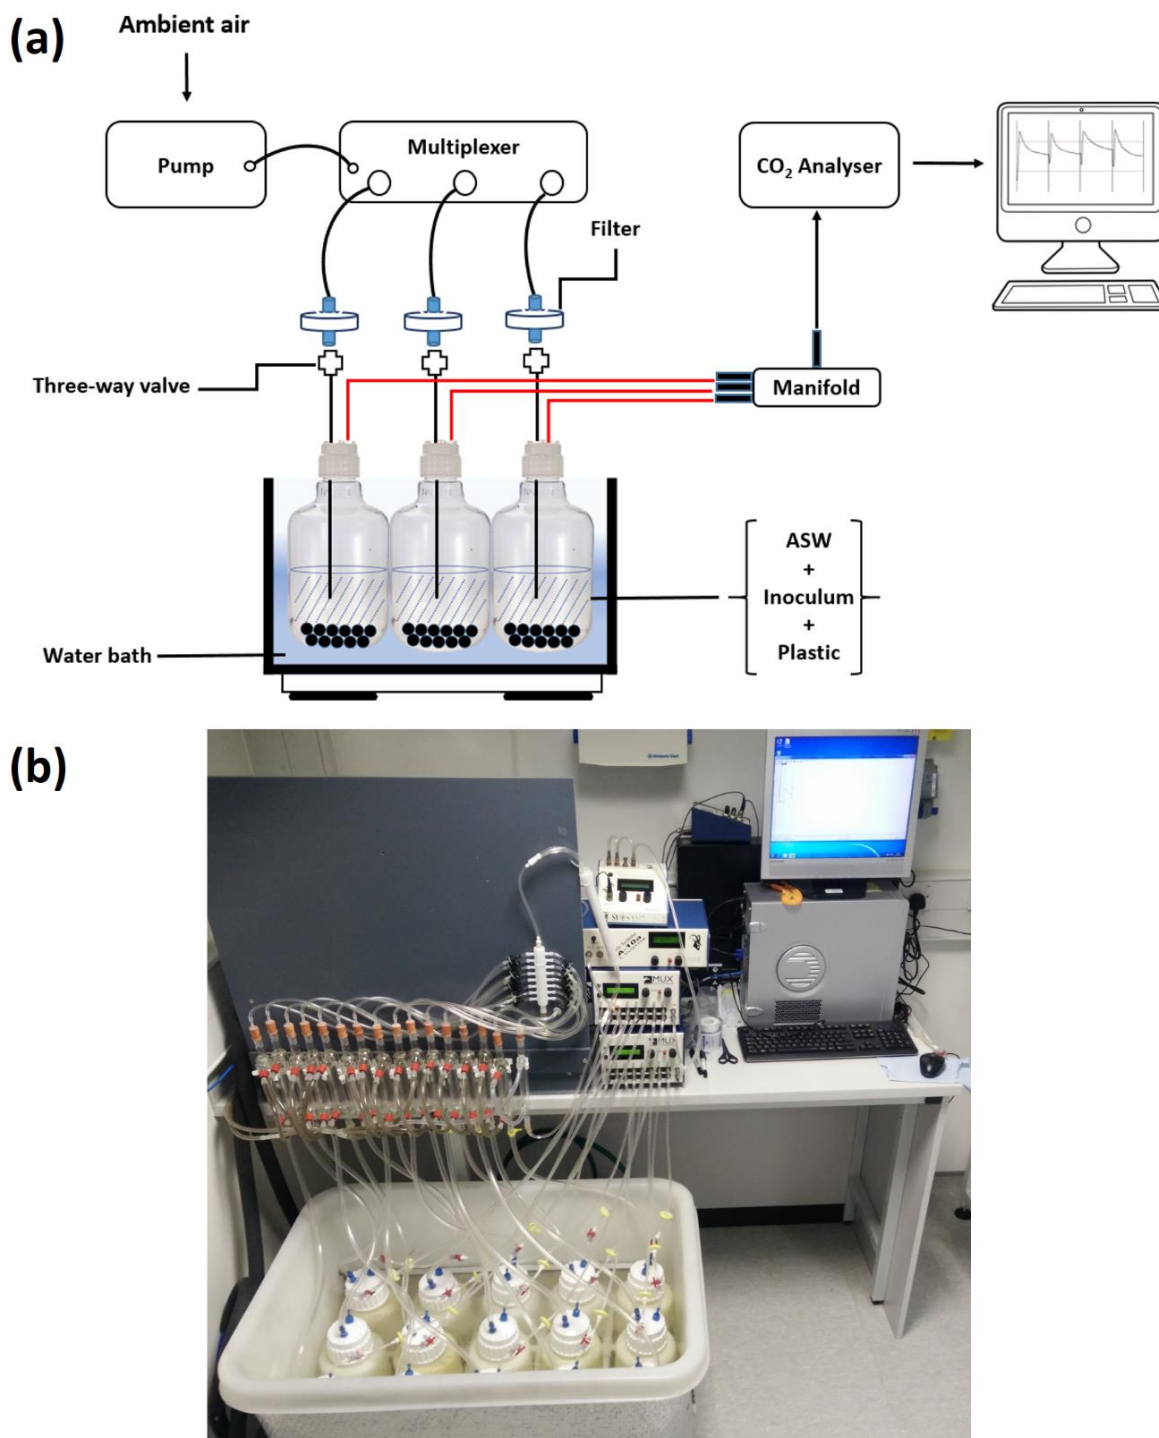 (a)
Ambient air
Pump
Multiplexer
CO₂ Analyser
Filter
Three-way valve
Manifold
ASW
+
Inoculum
+
Plastic
Water bath
(b)
MUX
MUX